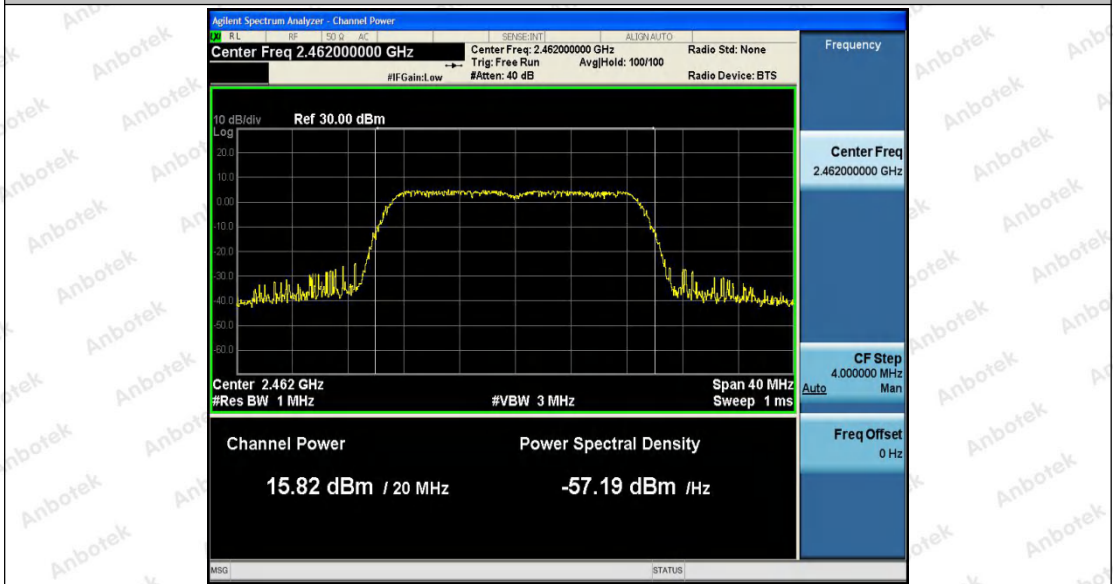 Agilent Spectrum Analyzer - Channel Power
LXI RL RF 50 Ω AC SENSE:INT ALIGN AUTO
Center Freq 2.462000000 GHz
Center Freq: 2.462000000 GHz
Radio Std: None
Trig: Free Run Avg|Hold: 100/100
#IFGain:Low
#Atten: 40 dB
Radio Device: BTS
Frequency
10 dB/div Ref 30.00 dBm
Log
20.0
10.0
0.00
-10.0
-20.0
-30.0
-40.0
-50.0
-60.0
Center 2.462 GHz
Span 40 MHz
#Res BW 1 MHz
#VBW 3 MHz
Sweep 1 ms
Center Freq
2.462000000 GHz
CF Step
4.000000 MHz
Auto Man
Freq Offset
0 Hz
Channel Power
Power Spectral Density
15.82 dBm / 20 MHz
-57.19 dBm /Hz
MSG
STATUS
Anbotek